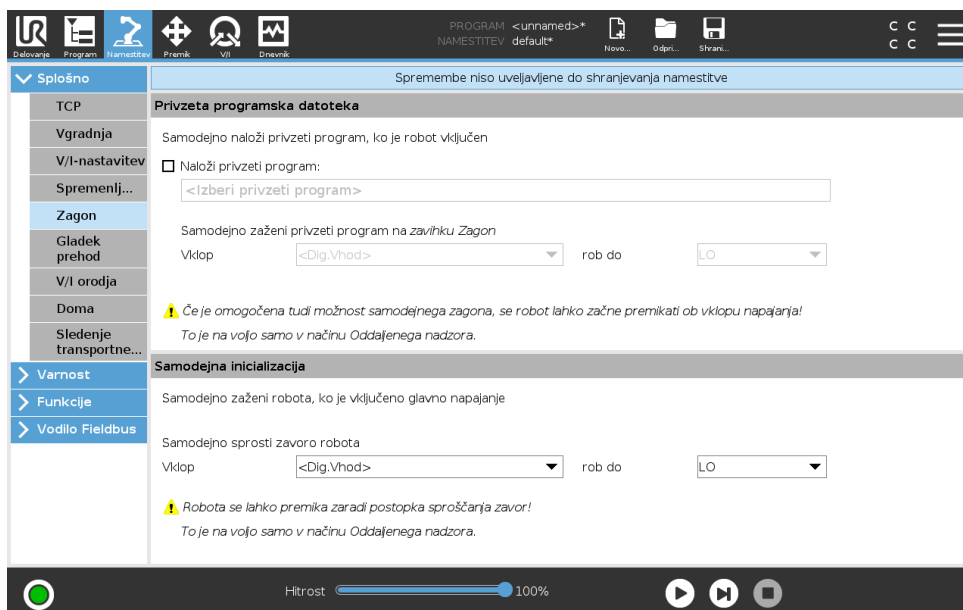 UR
Delovanje
Program
Namestitev
Premik
V/I
Dnevnik
PROGRAM <unnamed>*
NAMESTITEV default*
Novo...
Odpri...
Shrani...
C C
C C
Splošno
TCP
Vgradnja
V/I-nastavitev
Spremenlj...
Zagon
Gladek
prehod
V/I orodja
Doma
Sledenje
transportne...
Varnost
Funkcije
Vodilo Fieldbus
Spremembe niso uveljavljene do shranjevanja namestitve
Privzeta programska datoteka
Samodejno naloži privzeti program, ko je robot vključen
Naloži privzeti program:
<Izberi privzeti program>
Samodejno zaženi privzeti program na zavihku Zagon
Vklop <Dig.Vhod> rob do LO
Če je omogočena tudi možnost samodejnega zagona, se robot lahko začne premikati ob vklopu napajanja!
To je na voljo samo v načinu Oddaljenega nadzora.
Samodejna inicializacija
Samodejno zaženi robota, ko je vključeno glavno napajanje
Samodejno sprosti zavoro robota
Vklop <Dig.Vhod> rob do LO
Robota se lahko premika zaradi postopka sproščanja zavor!
To je na voljo samo v načinu Oddaljenega nadzora.
Hitrost 100%